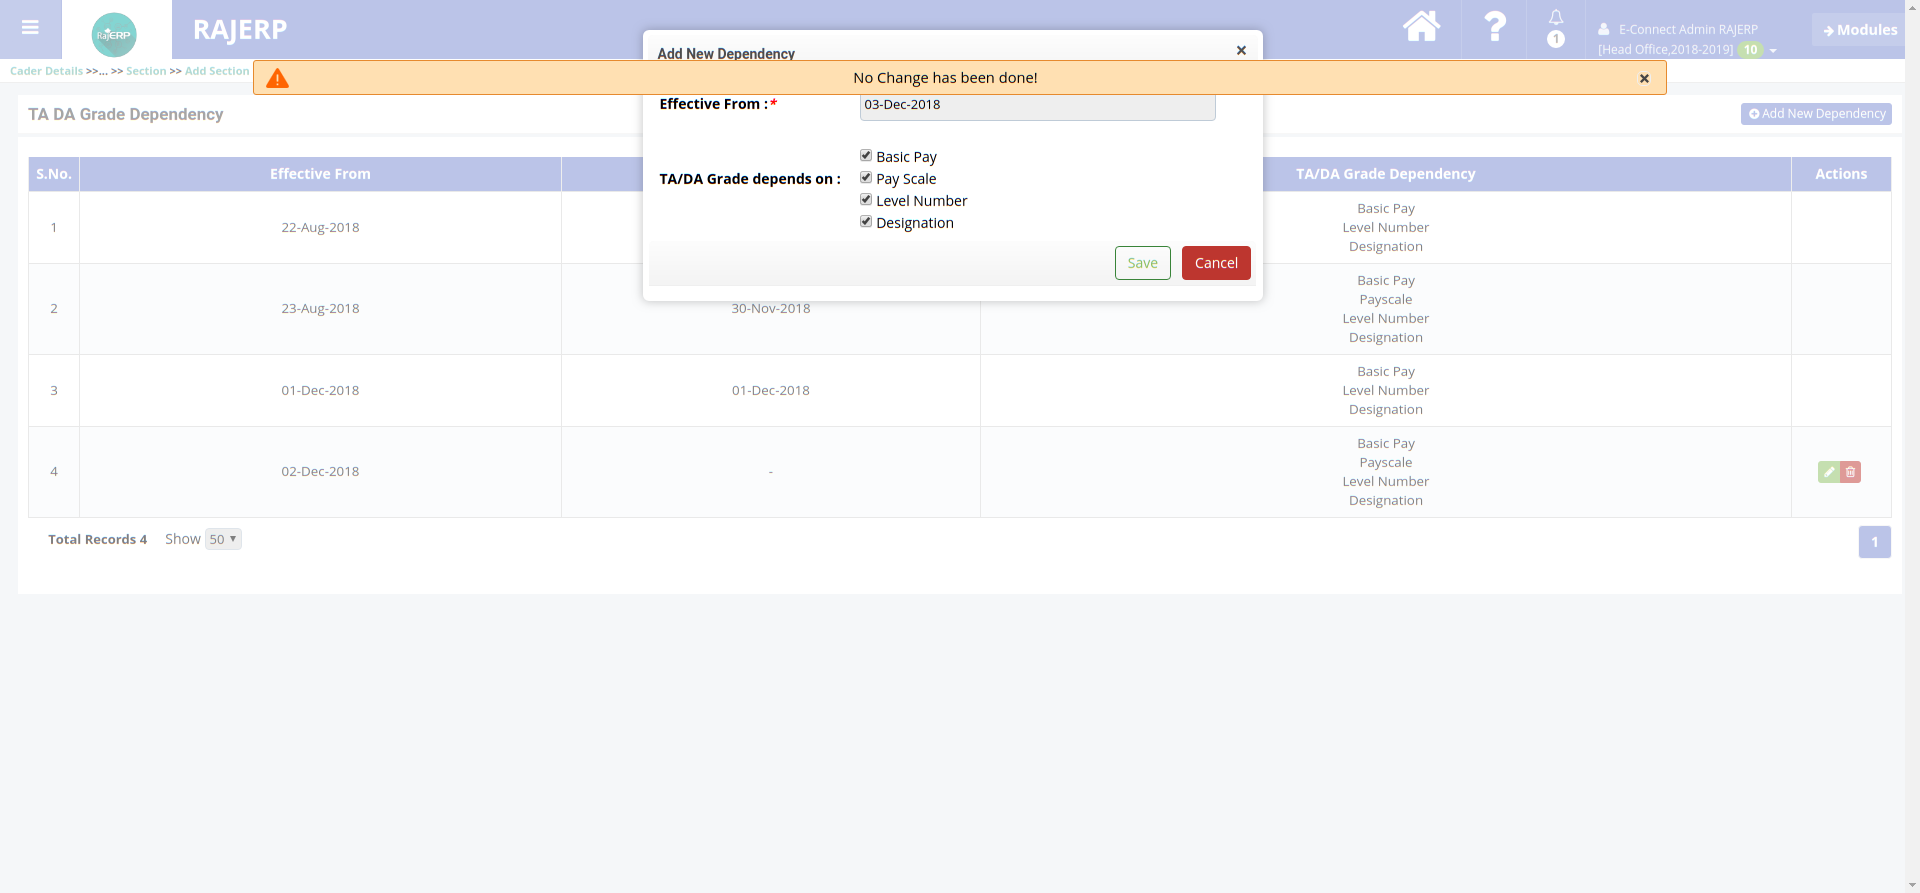 RajERP
RAJERP
1
E-Connect Admin RAJERP
[Head Office,2018-2019] 10
Modules
Cader Details >>... >> Section >> Add Section
Add New Dependency
×
No Change has been done!
×
Effective From :* 03-Dec-2018
TA DA Grade Dependency
Add New Dependency
Basic Pay
TA/DA Grade depends on : Pay Scale
Level Number
Designation
Save Cancel
S.No. Effective From TA/DA Grade Dependency Actions
1 22-Aug-2018 Basic Pay
Level Number
Designation
2 23-Aug-2018 30-Nov-2018 Basic Pay
Payscale
Level Number
Designation
3 01-Dec-2018 01-Dec-2018 Basic Pay
Level Number
Designation
4 02-Dec-2018 - Basic Pay
Payscale
Level Number
Designation
Total Records 4 Show 50
1